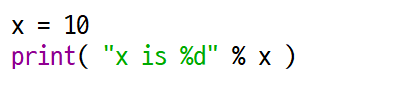 x = 10
print( "x is %d" % x )